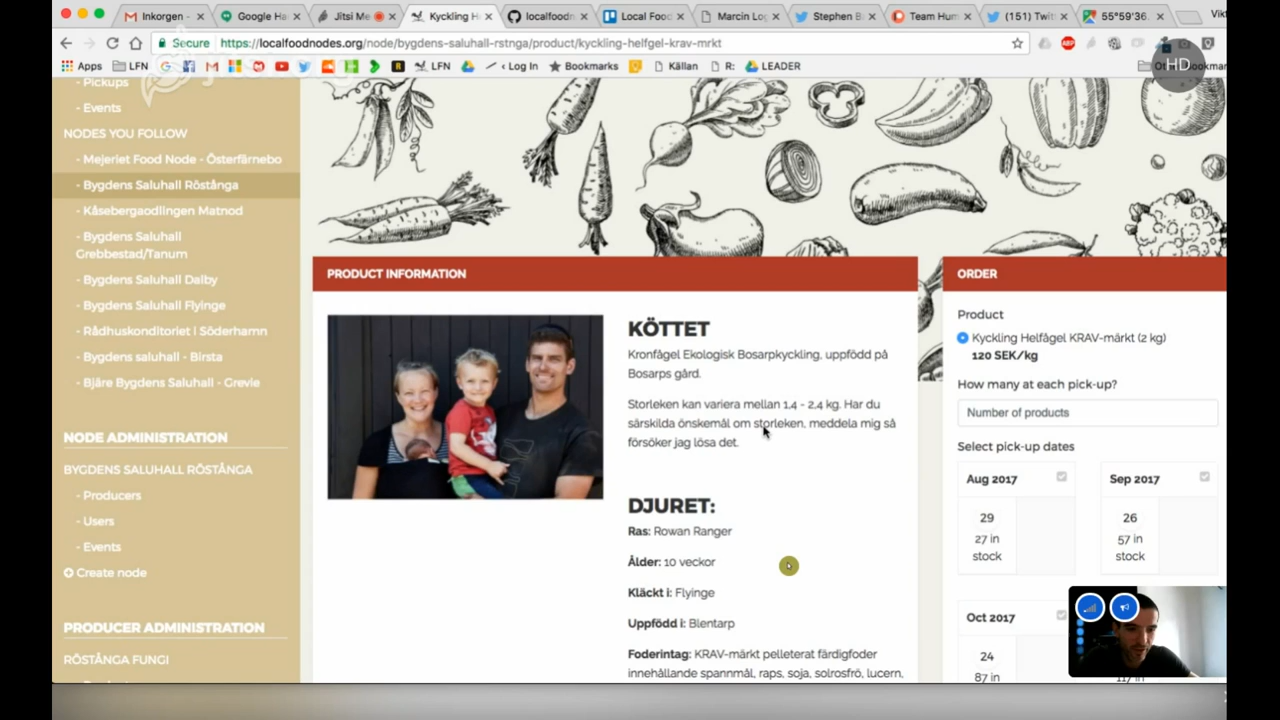 Inkorgen -
Google Ha
Jitsi Me
Kyckling H
localfoodn
Local Food
Marcin Lo
Stephen B
Team Hum
(151) Twit
55°59'36.
Vikt
Secure
https://localfoodnodes.org/node/bygdens-saluhall-rstnga/product/kyckling-helfgel-krav-mrkt
ABP
Apps
LFN
LFN
‹ Log In
Bookmarks
Källan
R:
LEADER
HD
- Pickups
- Events
NODES YOU FOLLOW
- Mejeriet Food Node - Österfärnebo
- Bygdens Saluhall Röstånga
- Kåsebergaodlingen Matnod
- Bygdens Saluhall
Grebbestad/Tanum
- Bygdens Saluhall Dalby
- Bygdens Saluhall Flyinge
- Rådhuskonditoriet i Söderhamn
- Bygdens saluhall - Birsta
- Bjäre Bygdens Saluhall - Grevie
NODE ADMINISTRATION
BYGDENS SALUHALL RÖSTÅNGA
- Producers
- Users
- Events
Create node
PRODUCER ADMINISTRATION
RÖSTÅNGA FUNGI
PRODUCT INFORMATION
KÖTTET
Kronfågel Ekologisk Bosarpkyckling, uppfödd på
Bosarps gård.
Storleken kan variera mellan 1,4 - 2,4 kg. Har du
särskilda önskemål om storleken, meddela mig så
försöker jag lösa det.
DJURET:
Ras: Rowan Ranger
Ålder: 10 veckor
Kläckt i: Flyinge
Uppfödd i: Blentarp
Foderintag: KRAV-märkt pelleterat färdigfoder
innehållande spannmål, raps, soja, solrosfrö, lucern,
ORDER
Product
Kyckling Helfågel KRAV-märkt (2 kg)
120 SEK/kg
How many at each pick-up?
Number of products
Select pick-up dates
Aug 2017
29
27 in
stock
Sep 2017
26
57 in
stock
Oct 2017
24
87 in